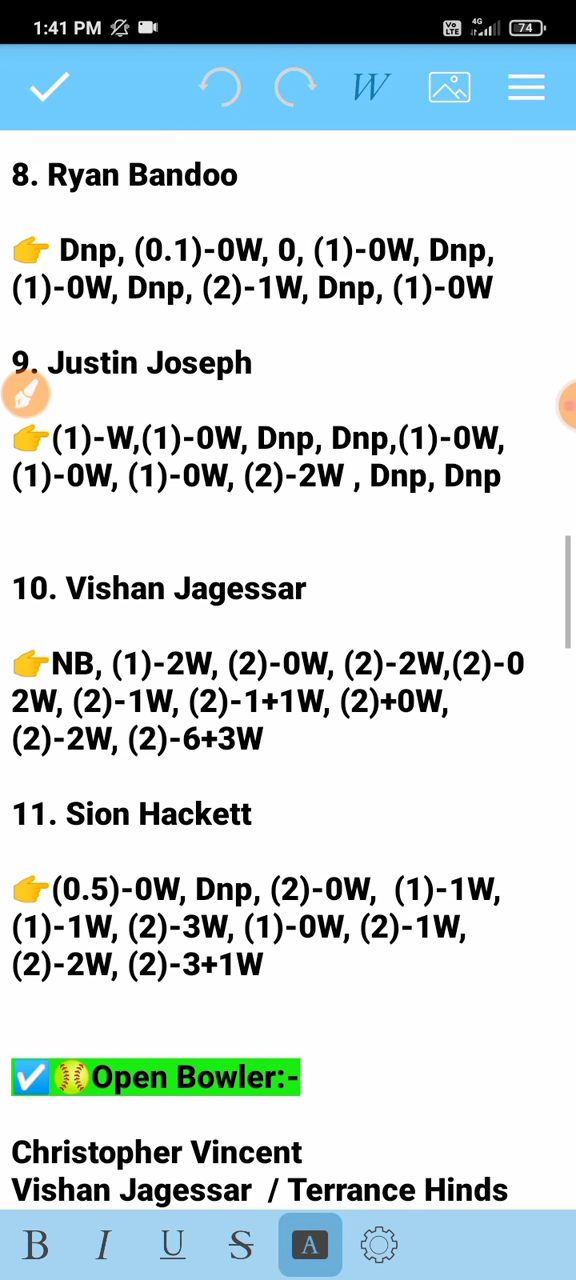 1:41 PM VoLTE 4G 74
W
8. Ryan Bandoo
👉 Dnp, (0.1)-0W, 0, (1)-0W, Dnp,
(1)-0W, Dnp, (2)-1W, Dnp, (1)-0W
9. Justin Joseph
👉(1)-W,(1)-0W, Dnp, Dnp,(1)-0W,
(1)-0W, (1)-0W, (2)-2W , Dnp, Dnp
10. Vishan Jagessar
👉NB, (1)-2W, (2)-0W, (2)-2W,(2)-0
2W, (2)-1W, (2)-1+1W, (2)+0W,
(2)-2W, (2)-6+3W
11. Sion Hackett
👉(0.5)-0W, Dnp, (2)-0W,  (1)-1W,
(1)-1W, (2)-3W, (1)-0W, (2)-1W,
(2)-2W, (2)-3+1W
☑️⚾Open Bowler:-
Christopher Vincent
Vishan Jagessar  / Terrance Hinds
B I U S A